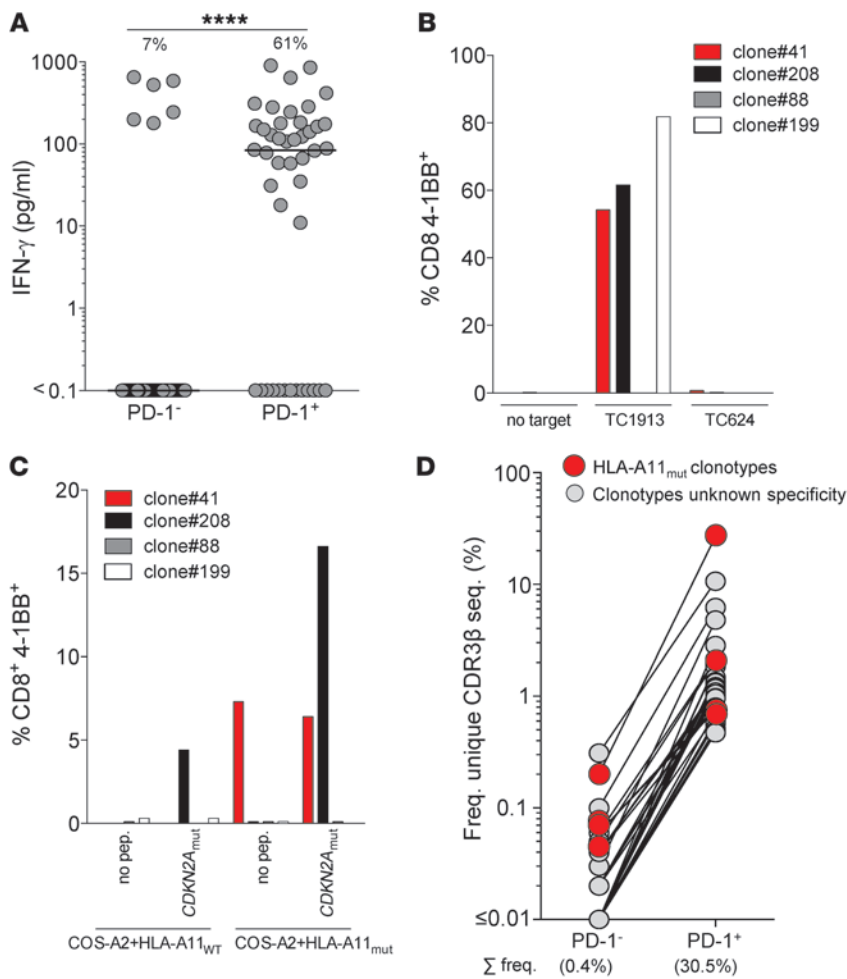 A
****
7% 61%
1000
100
10
1
< 0.1
IFN-γ (pg/ml)
PD-1⁻ PD-1⁺
B
100
80
60
40
20
0
% CD8 4-1BB⁺
clone#41
clone#208
clone#88
clone#199
no target TC1913 TC624
C
20
15
10
5
0
% CD8⁺ 4-1BB⁺
clone#41
clone#208
clone#88
clone#199
no pep. CDKN2Amut no pep. CDKN2Amut
COS-A2+HLA-A11WT COS-A2+HLA-A11mut
D
HLA-A11mut clonotypes
Clonotypes unknown specificity
100
10
1
0.1
≤0.01
Freq. unique CDR3β seq. (%)
PD-1⁻ PD-1⁺
Σ freq. (0.4%) (30.5%)